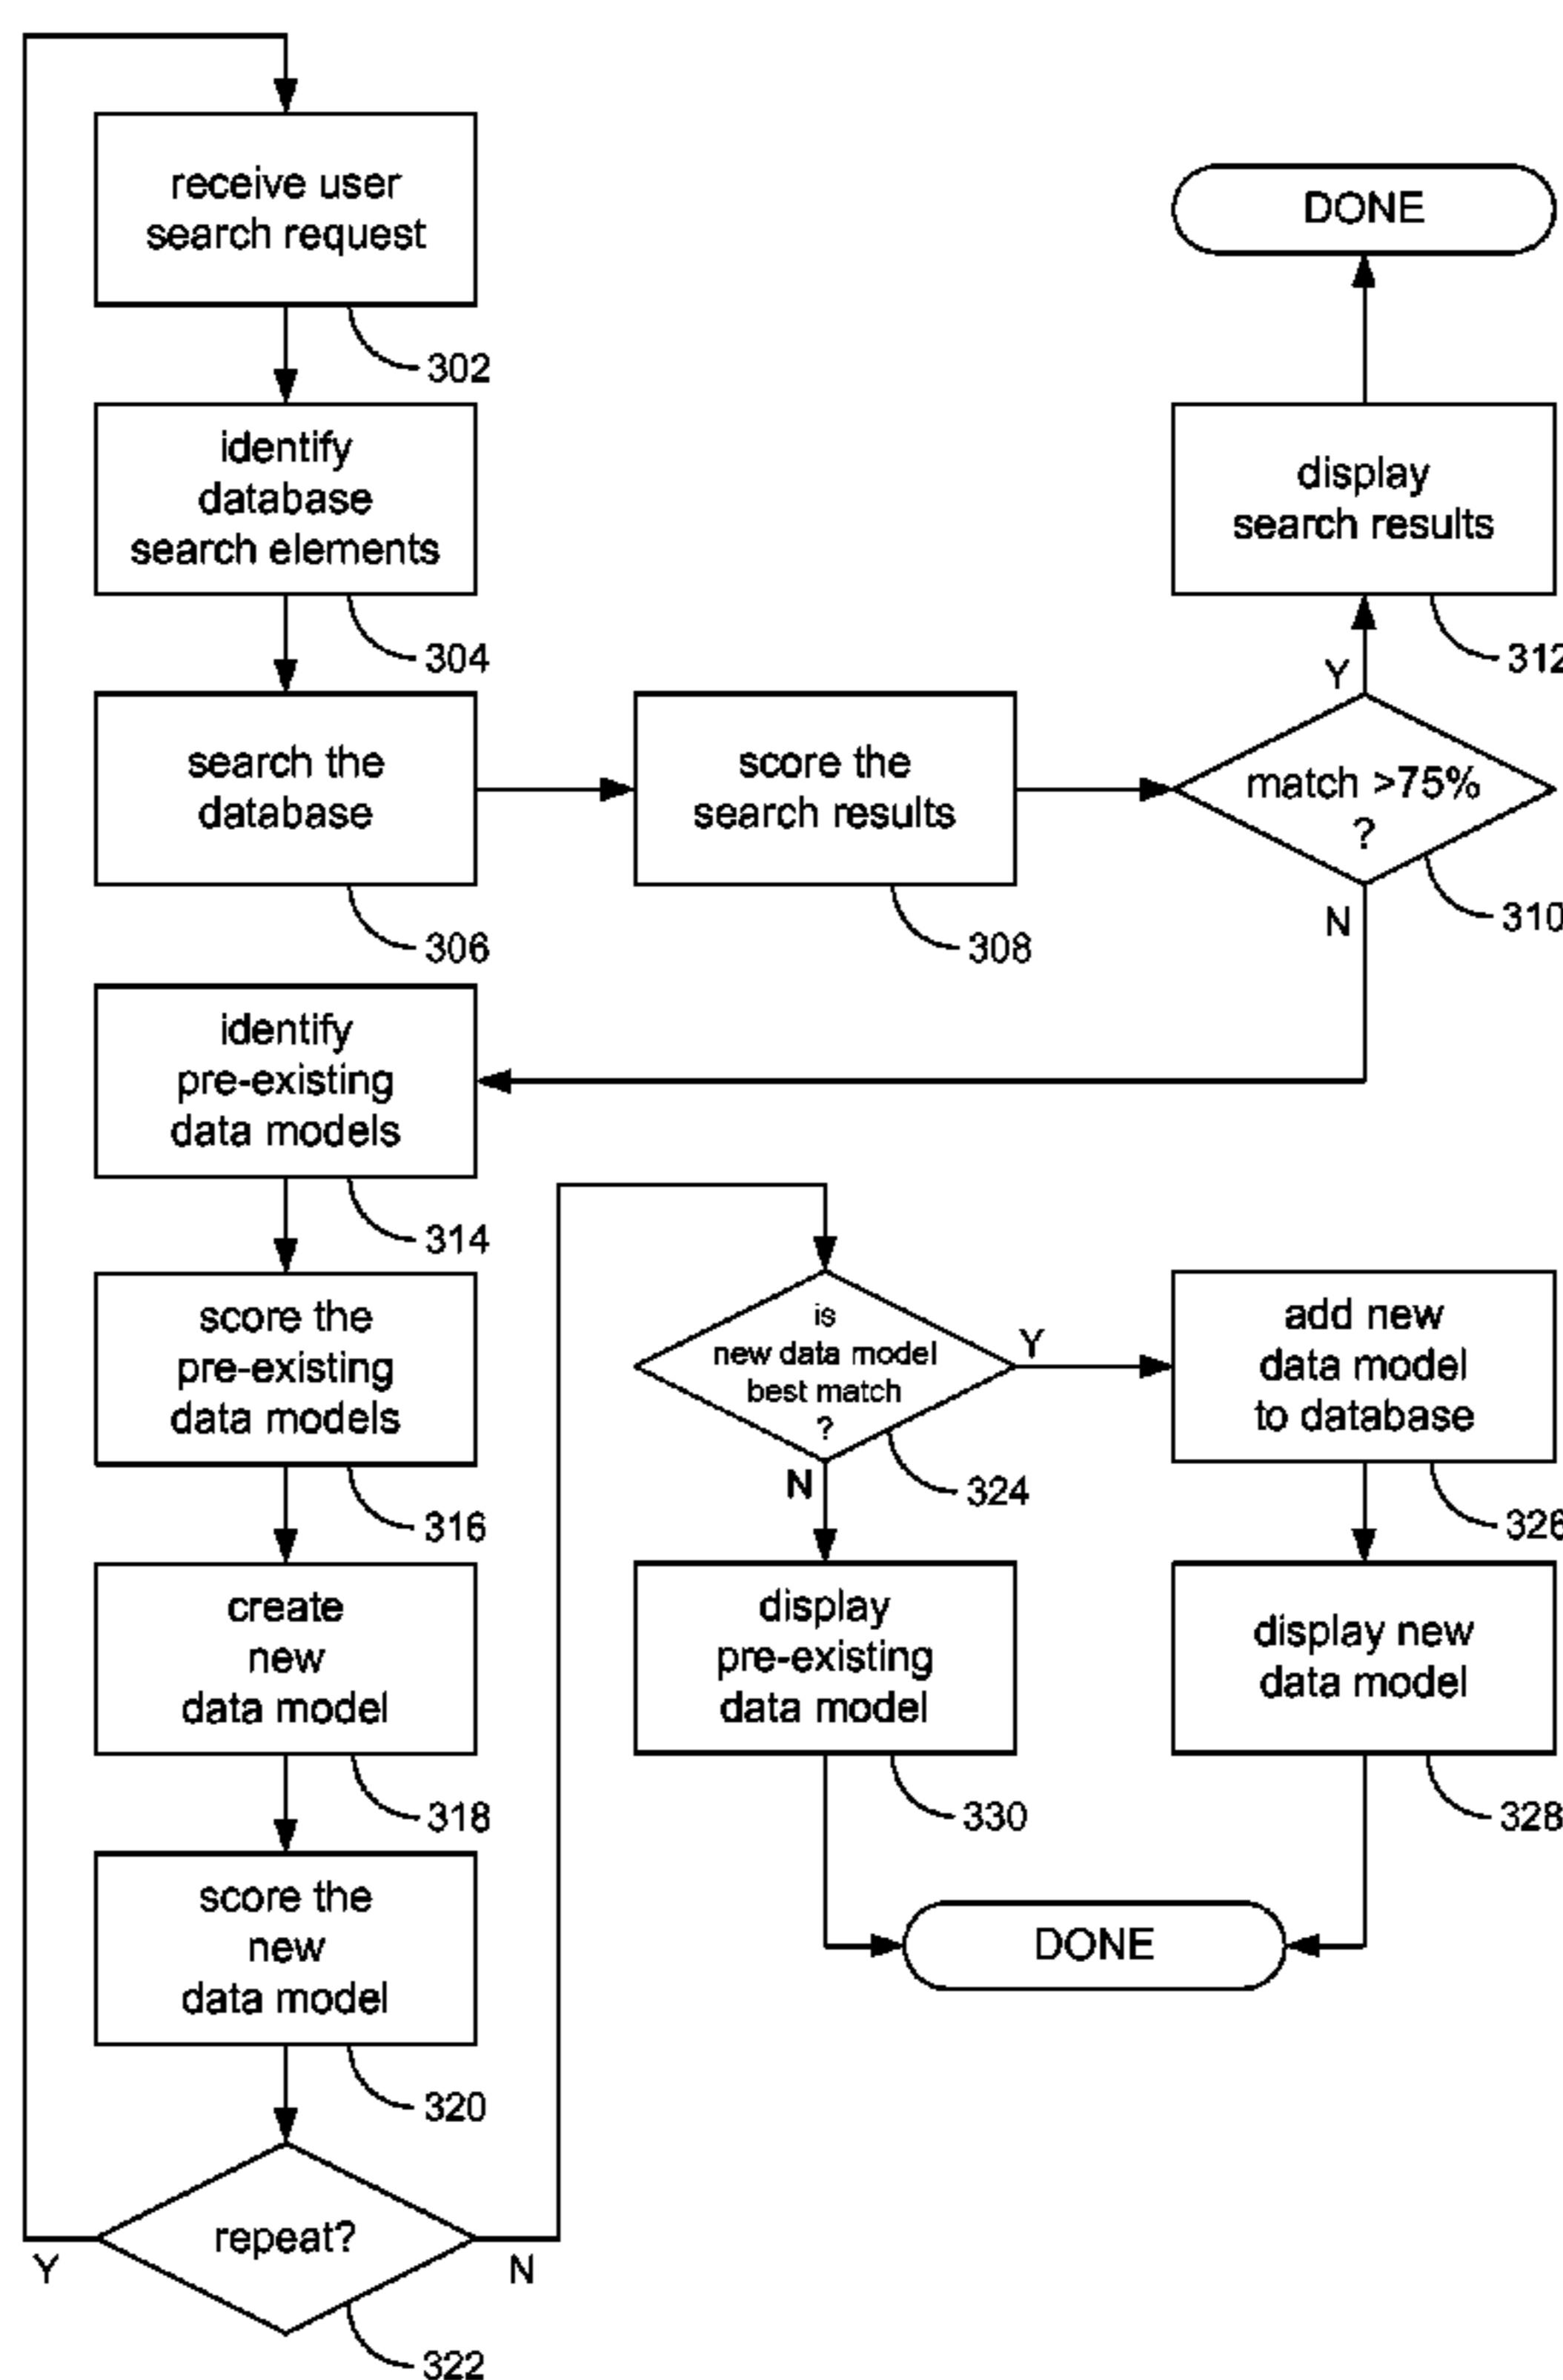 receive user
search request
302
identify
database
search elements
304
search the
database
306
score the
search results
308
match >75%
?
310
Y
N
display
search results
312
DONE
identify
pre-existing
data models
314
score the
pre-existing
data models
316
create
new
data model
318
score the
new
data model
320
repeat?
Y
N
322
is
new data model
best match
?
Y
N
324
add new
data model
to database
326
display new
data model
328
display
pre-existing
data model
330
DONE